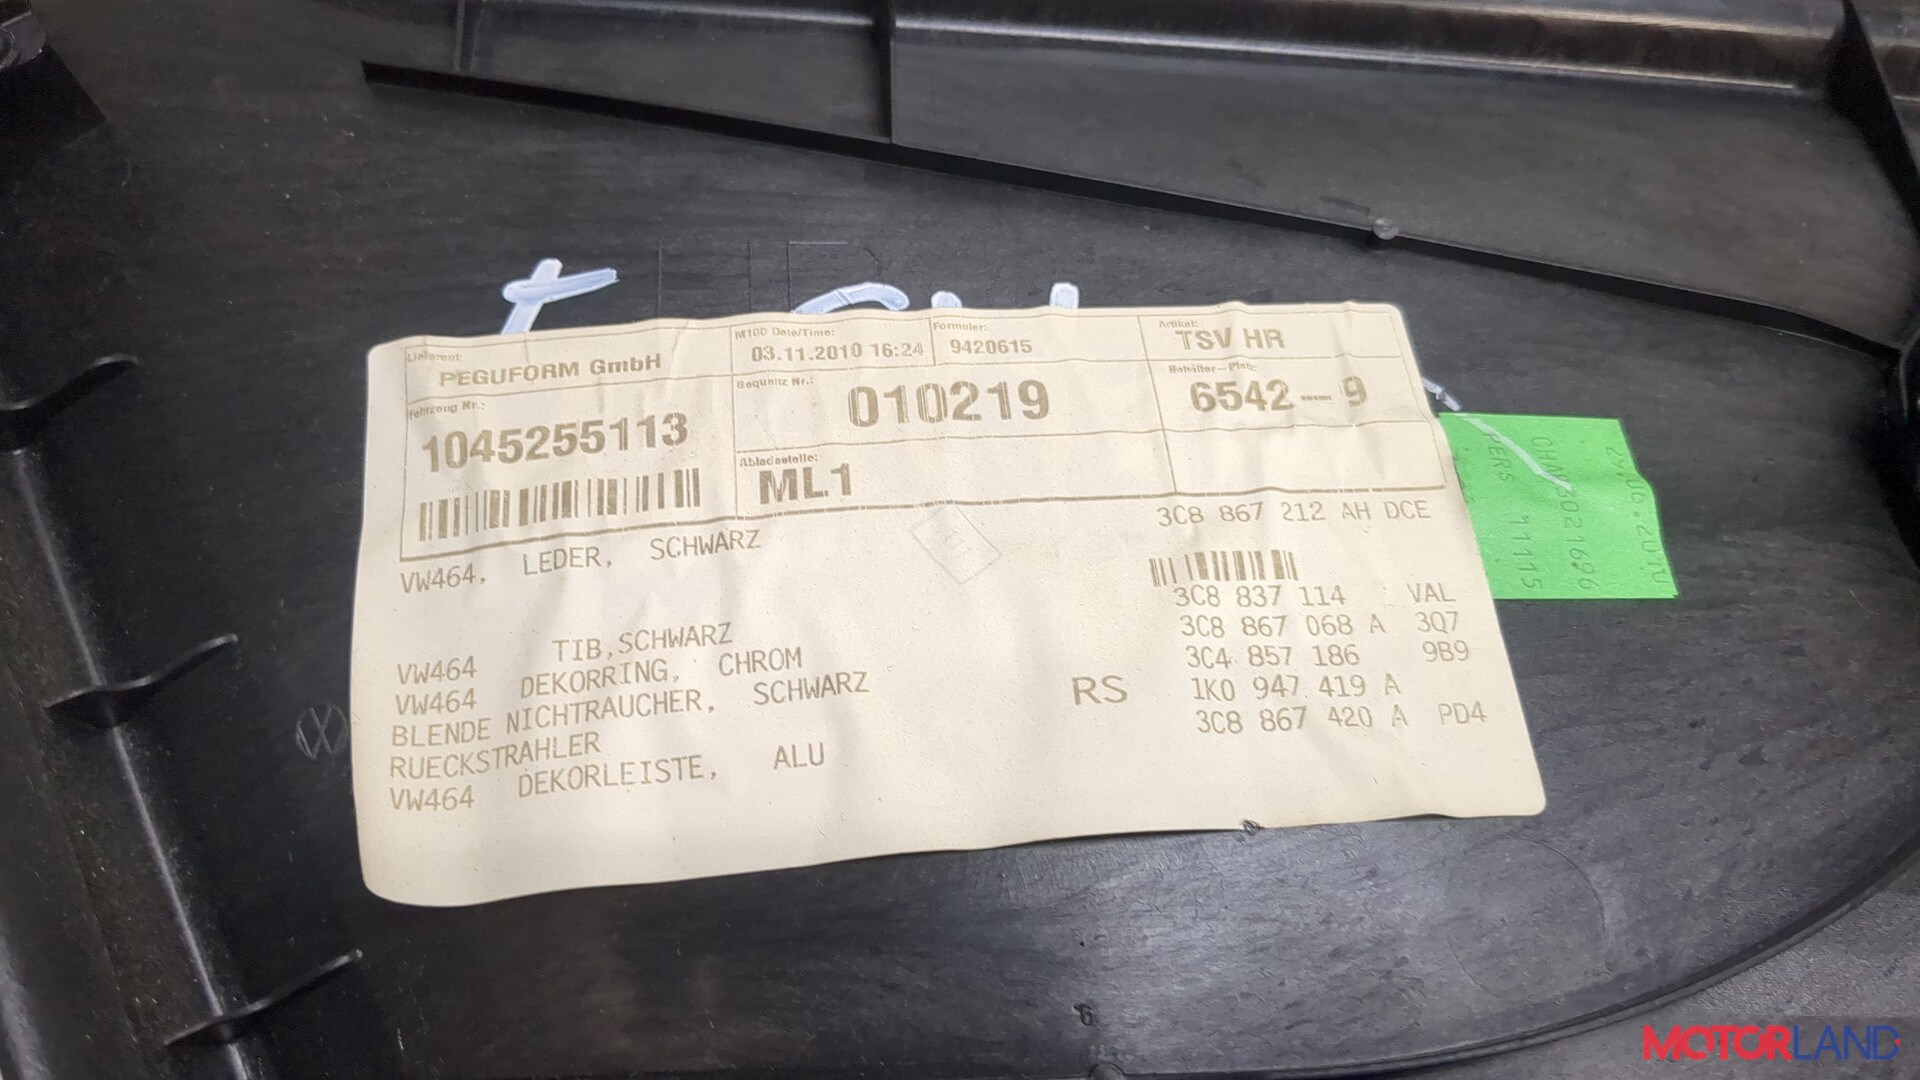 Lieferant:
PEGUFORM GmbH
M100 Date/Time:
03.11.2010 16:24
Formular:
9420615
Artikel:
TSV HR
Fahrzeug Nr.:
1045255113
Sequenz Nr.:
010219
Behälter-Platz:
6542-9
Abladestelle:
ML1
3C8 867 212 AH DCE
VW464, LEDER, SCHWARZ
3C8 837 114 VAL
VW464 TIB,SCHWARZ
3C8 867 068 A 3Q7
VW464 DEKORRING, CHROM
3C4 857 186 9B9
BLENDE NICHTRAUCHER, SCHWARZ
RS 1K0 947 419 A
RUECKSTRAHLER
3C8 867 420 A PD4
VW464 DEKORLEISTE, ALU
PERS 11115
6
MOTORLAND